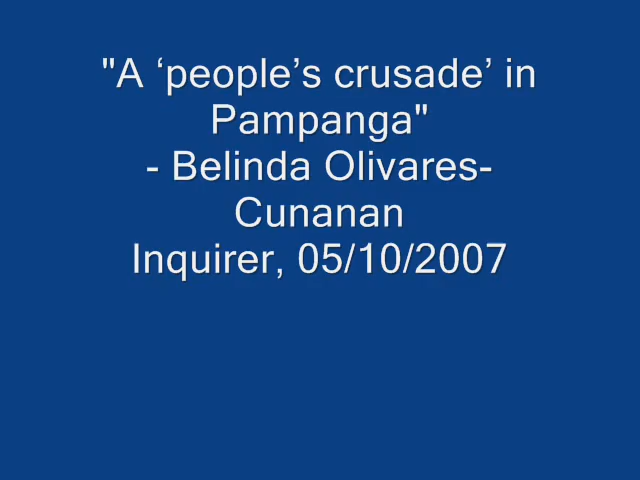 "A ‘people’s crusade’ in
Pampanga"
- Belinda Olivares-
Cunanan
Inquirer, 05/10/2007